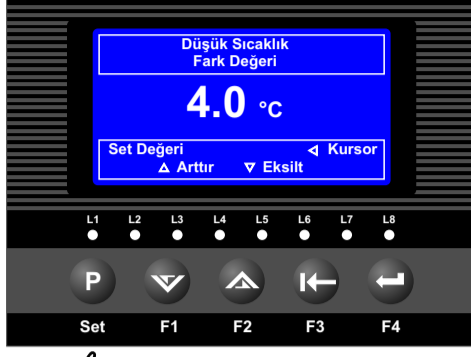 Düşük Sıcaklık
Fark Değeri
4.0 °C
Set Değeri ◁ Kursor
△ Arttır ▽ Eksilt
L1 L2 L3 L4 L5 L6 L7 L8
P
Set F1 F2 F3 F4